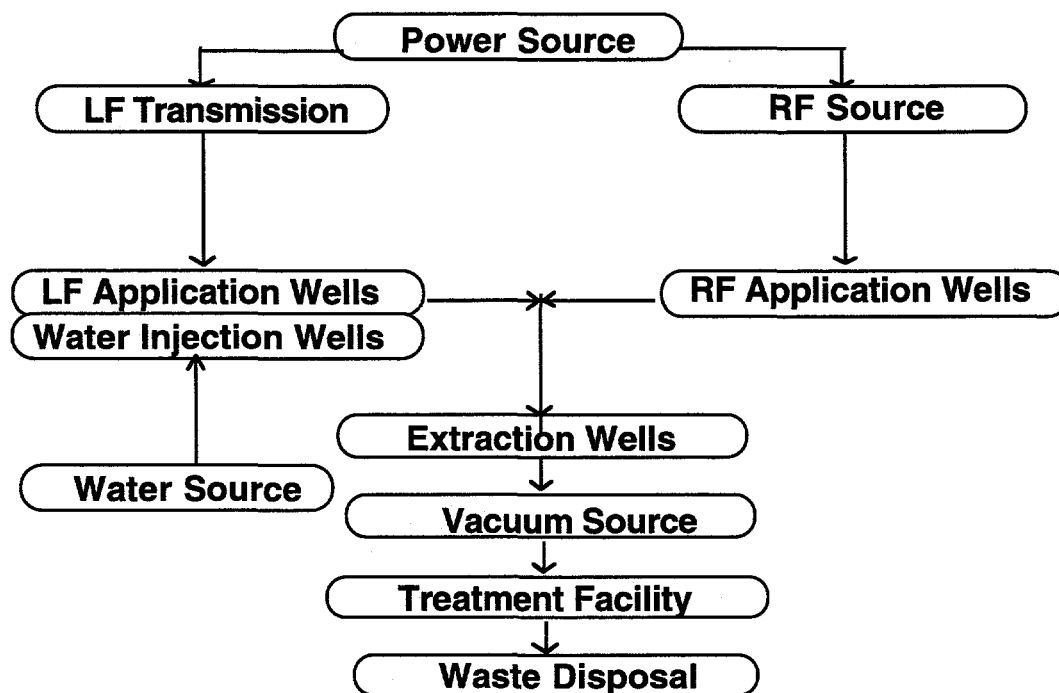 Power Source
LF Transmission
RF Source
LF Application Wells
RF Application Wells
Water Injection Wells
Extraction Wells
Water Source
Vacuum Source
Treatment Facility
Waste Disposal